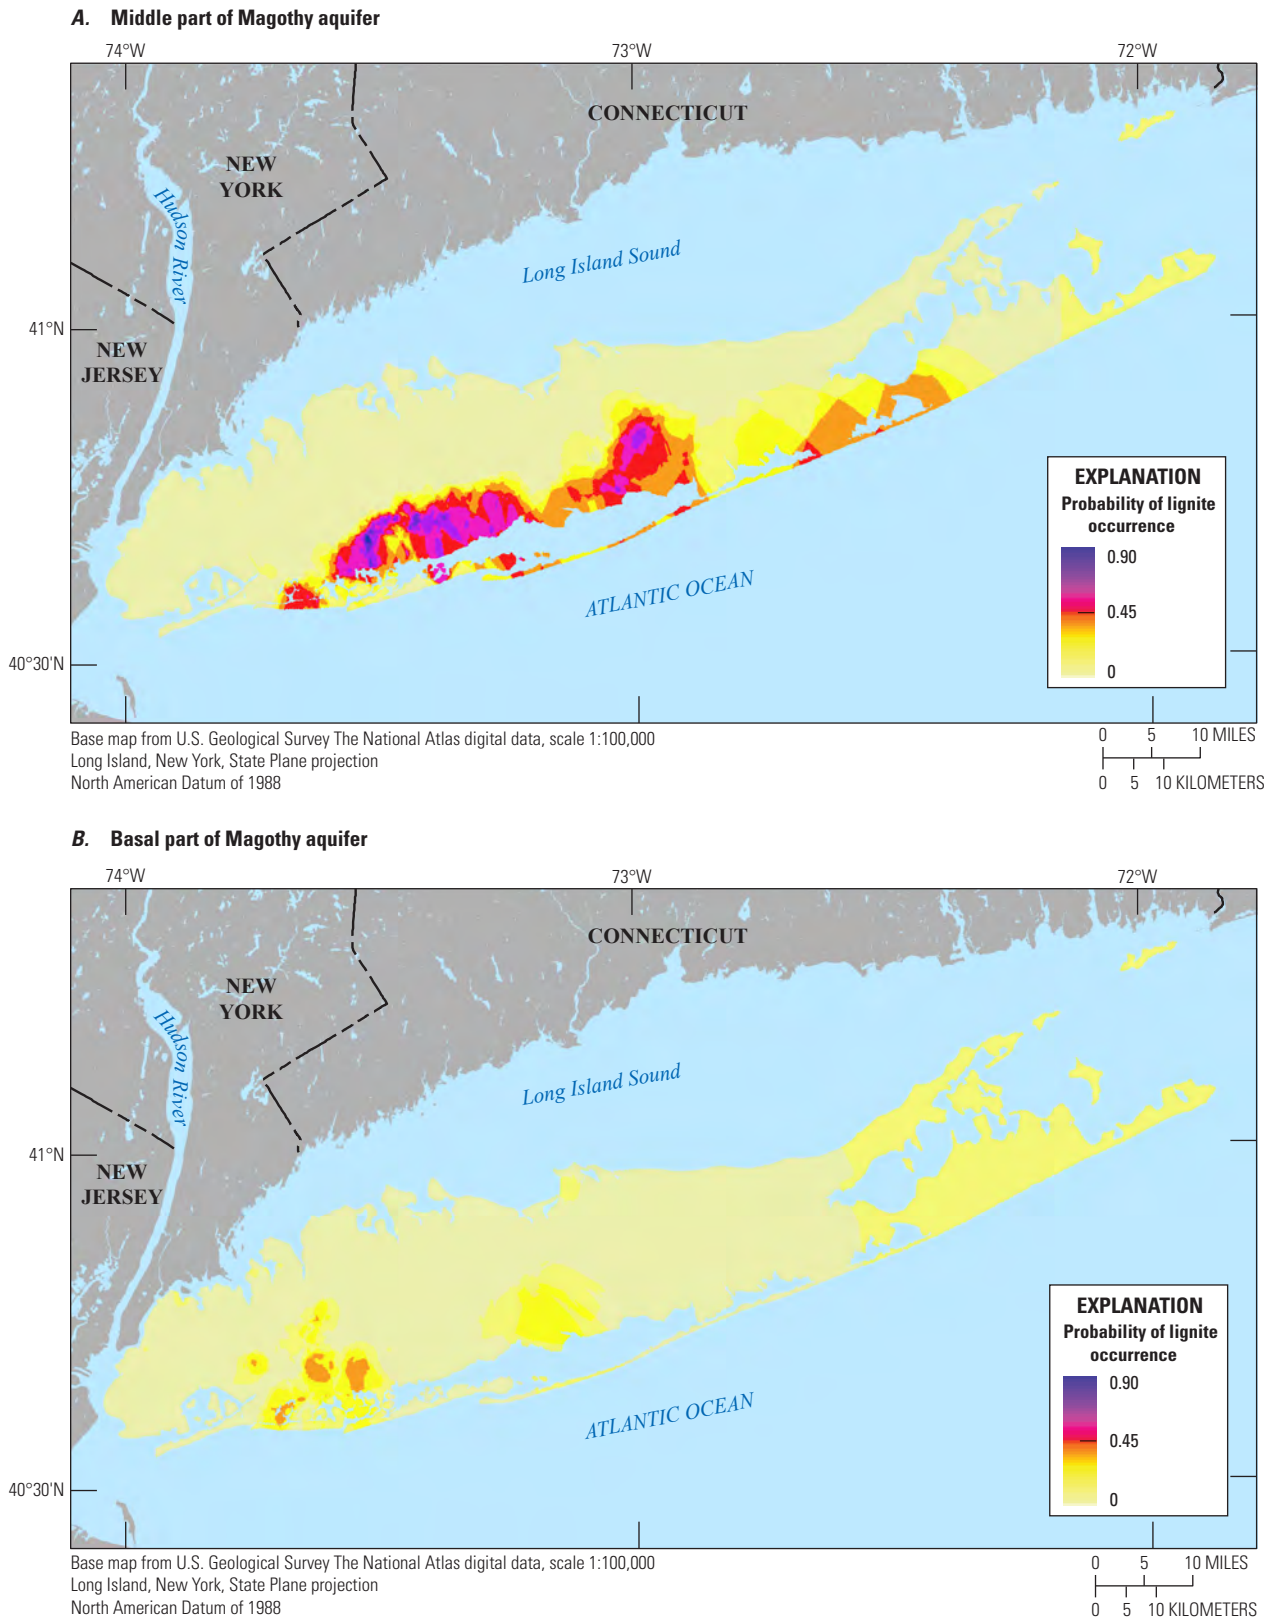 A. Middle part of Magothy aquifer
74°W 73°W 72°W
CONNECTICUT
NEW
YORK
Hudson River
Long Island Sound
41°N
NEW
JERSEY
EXPLANATION
Probability of lignite
occurrence
0.90
0.45
0
ATLANTIC OCEAN
40°30'N
Base map from U.S. Geological Survey The National Atlas digital data, scale 1:100,000
Long Island, New York, State Plane projection
North American Datum of 1988
0 5 10 MILES
0 5 10 KILOMETERS
B. Basal part of Magothy aquifer
74°W 73°W 72°W
CONNECTICUT
NEW
YORK
Hudson River
Long Island Sound
41°N
NEW
JERSEY
EXPLANATION
Probability of lignite
occurrence
0.90
0.45
0
ATLANTIC OCEAN
40°30'N
Base map from U.S. Geological Survey The National Atlas digital data, scale 1:100,000
Long Island, New York, State Plane projection
North American Datum of 1988
0 5 10 MILES
0 5 10 KILOMETERS